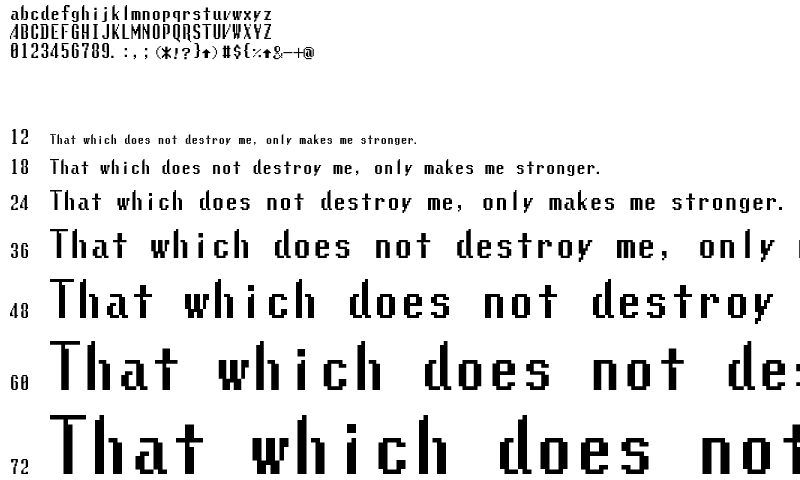 abcdefghijklmnopqrstuvwxyz
ABCDEFGHIJKLMNOPQRSTUVWXYZ
0123456789.:,;(*!?}↑)#${%↑&—+@
12 That which does not destroy me, only makes me stronger.
18 That which does not destroy me, only makes me stronger.
24 That which does not destroy me, only makes me stronger.
36 That which does not destroy me, only
48 That which does not destroy
60 That which does not des
72 That which does not